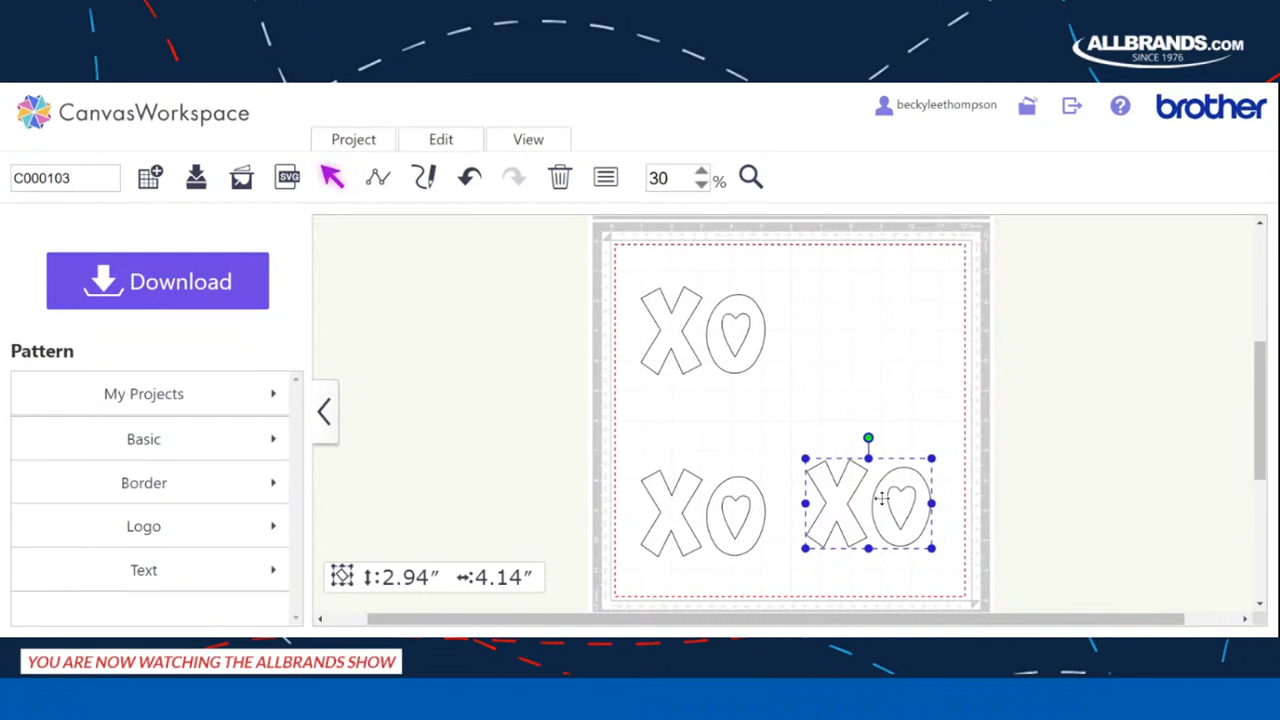 ALLBRANDS.COM
SINCE 1976
CanvasWorkspace
beckyleethompson
brother
Project
Edit
View
C000103
SVG
30
%
Download
Pattern
My Projects
Basic
Border
Logo
Text
XO
XO
XO
2.94"
4.14"
YOU ARE NOW WATCHING THE ALLBRANDS SHOW